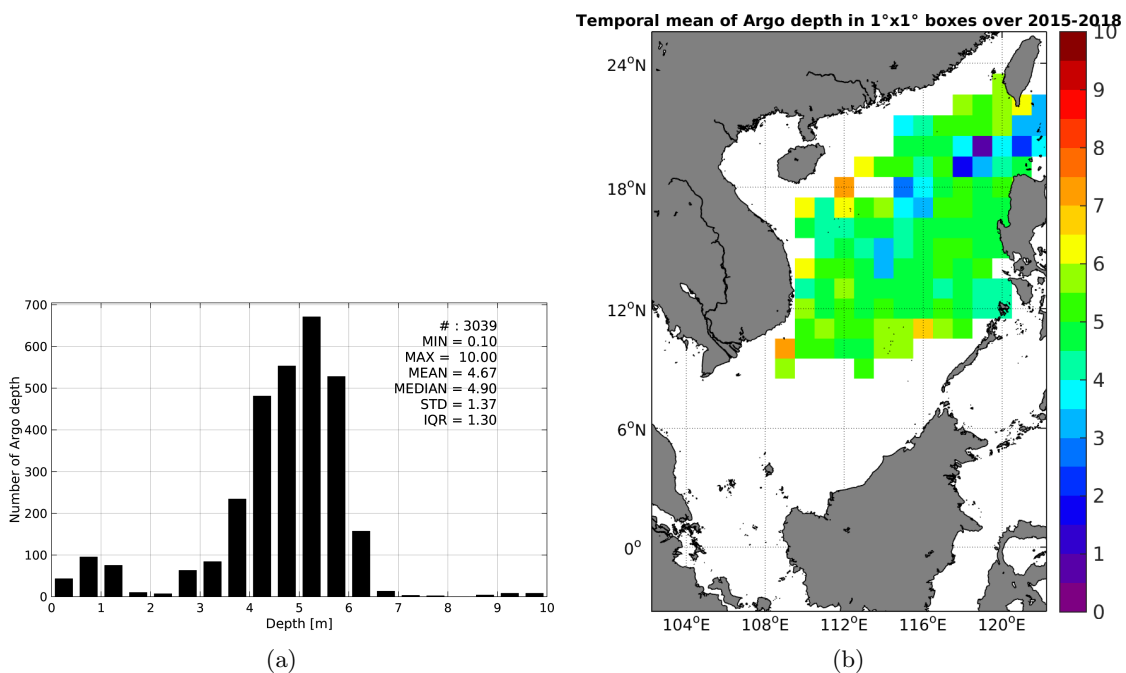 Temporal mean of Argo depth in 1°x1° boxes over 2015-2018
700
600
500
400
300
200
100
0
Number of Argo depth
# : 3039
MIN = 0.10
MAX = 10.00
MEAN = 4.67
MEDIAN = 4.90
STD = 1.37
IQR = 1.30
0 1 2 3 4 5 6 7 8 9 10
Depth [m]
(a)
24°N
18°N
12°N
6°N
0°
104°E 108°E 112°E 116°E 120°E
10
9
8
7
6
5
4
3
2
1
0
(b)